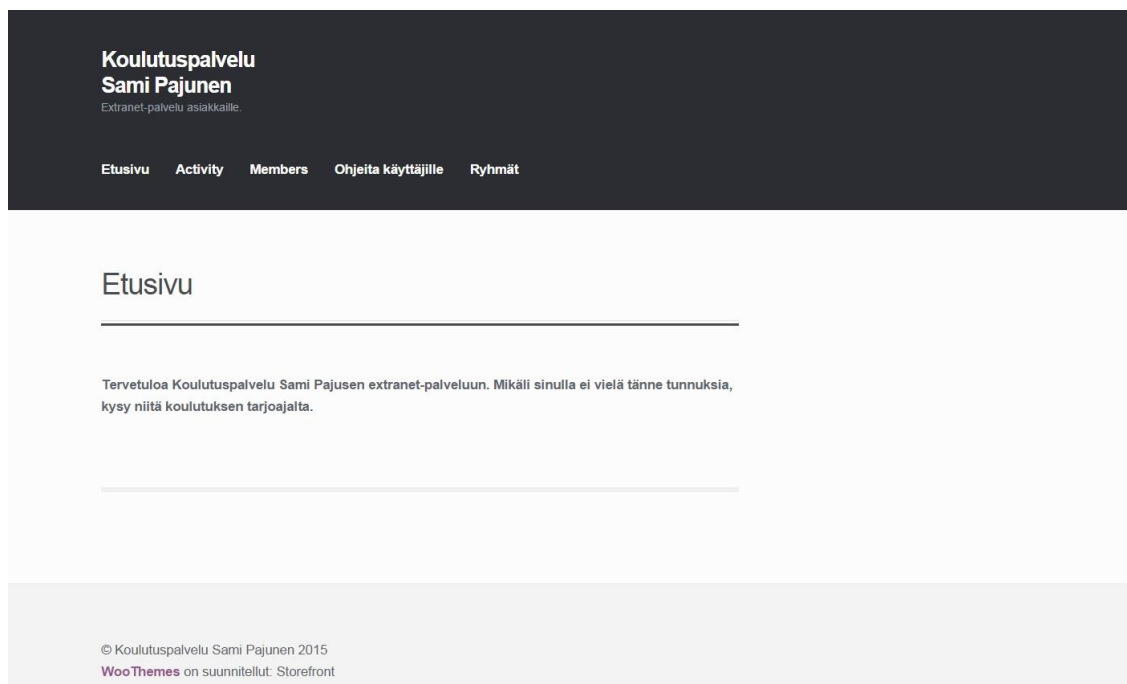 Koulutuspalvelu
Sami Pajunen
Extranet-palvelu asiakkaille.
Etusivu Activity Members Ohjeita käyttäjille Ryhmät
Etusivu
Tervetuloa Koulutuspalvelu Sami Pajusen extranet-palveluun. Mikäli sinulla ei vielä tänne tunnuksia,
kysy niitä koulutuksen tarjoajalta.
© Koulutuspalvelu Sami Pajunen 2015
WooThemes on suunnitellut: Storefront